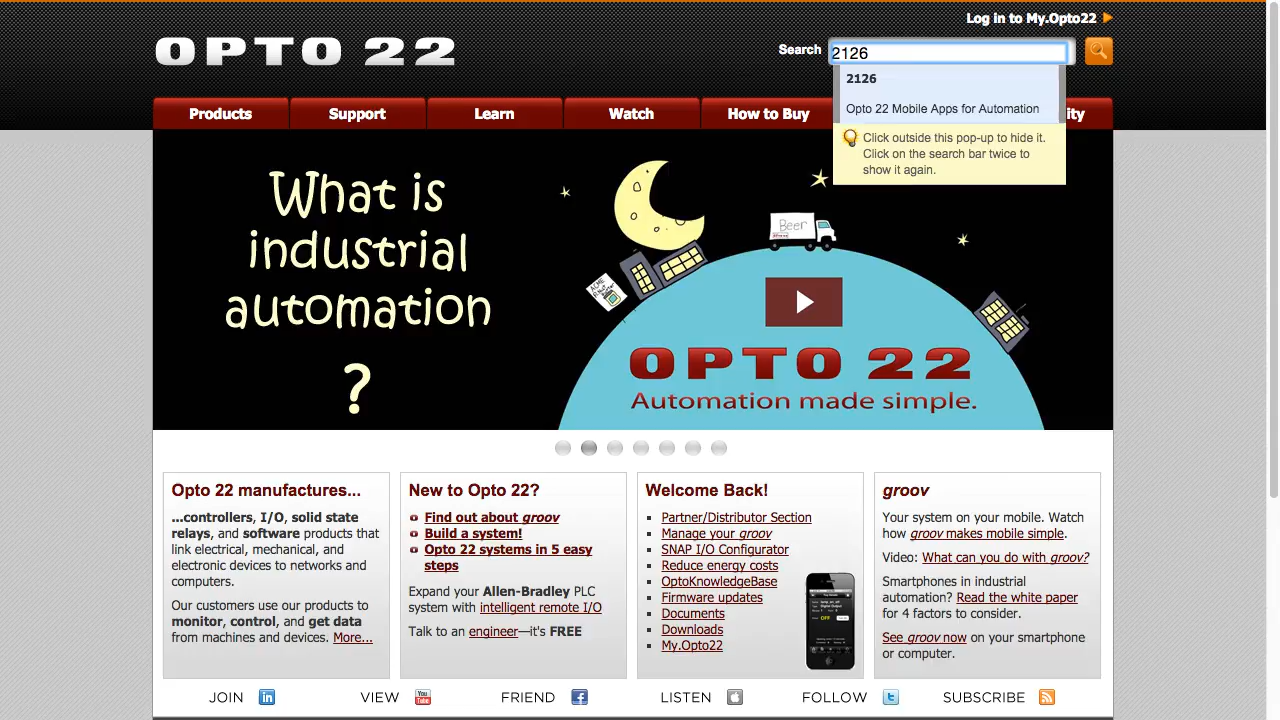 Log in to My.Opto22
OPTO 22
Search
2126
2126
Opto 22 Mobile Apps for Automation
Click outside this pop-up to hide it.
Click on the search bar twice to
show it again.
Products
Support
Learn
Watch
How to Buy
ity
What is
industrial
automation
?
Beer
ACME
OPTO 22
Automation made simple.
Opto 22 manufactures...
...controllers, I/O, solid state
relays, and software products that
link electrical, mechanical, and
electronic devices to networks and
computers.
Our customers use our products to
monitor, control, and get data
from machines and devices. More...
New to Opto 22?
Find out about groov
Build a system!
Opto 22 systems in 5 easy
steps
Expand your Allen-Bradley PLC
system with intelligent remote I/O
Talk to an engineer—it's FREE
Welcome Back!
Partner/Distributor Section
Manage your groov
SNAP I/O Configurator
Reduce energy costs
OptoKnowledgeBase
Firmware updates
Documents
Downloads
My.Opto22
OFF
groov
Your system on your mobile. Watch
how groov makes mobile simple.
Video: What can you do with groov?
Smartphones in industrial
automation? Read the white paper
for 4 factors to consider.
See groov now on your smartphone
or computer.
JOIN
in
VIEW
You
Tube
FRIEND
f
LISTEN
FOLLOW
t
SUBSCRIBE